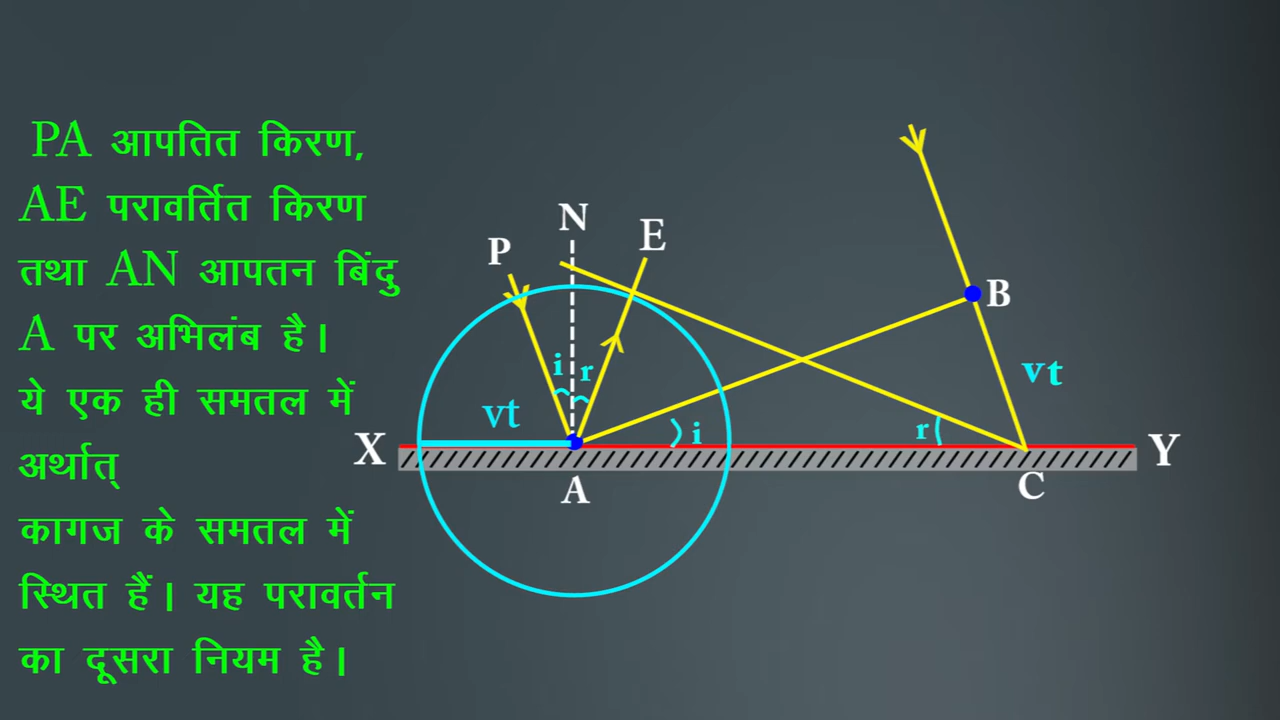 PA आपतित किरण,
AE परावर्तित किरण
तथा AN आपतन बिंदु
A पर अभिलंब है।
ये एक ही समतल में
अर्थात्
कागज के समतल में
स्थित हैं। यह परावर्तन
का दूसरा नियम है।
N
P
E
B
i r
vt
vt
i
r
X
Y
A
C